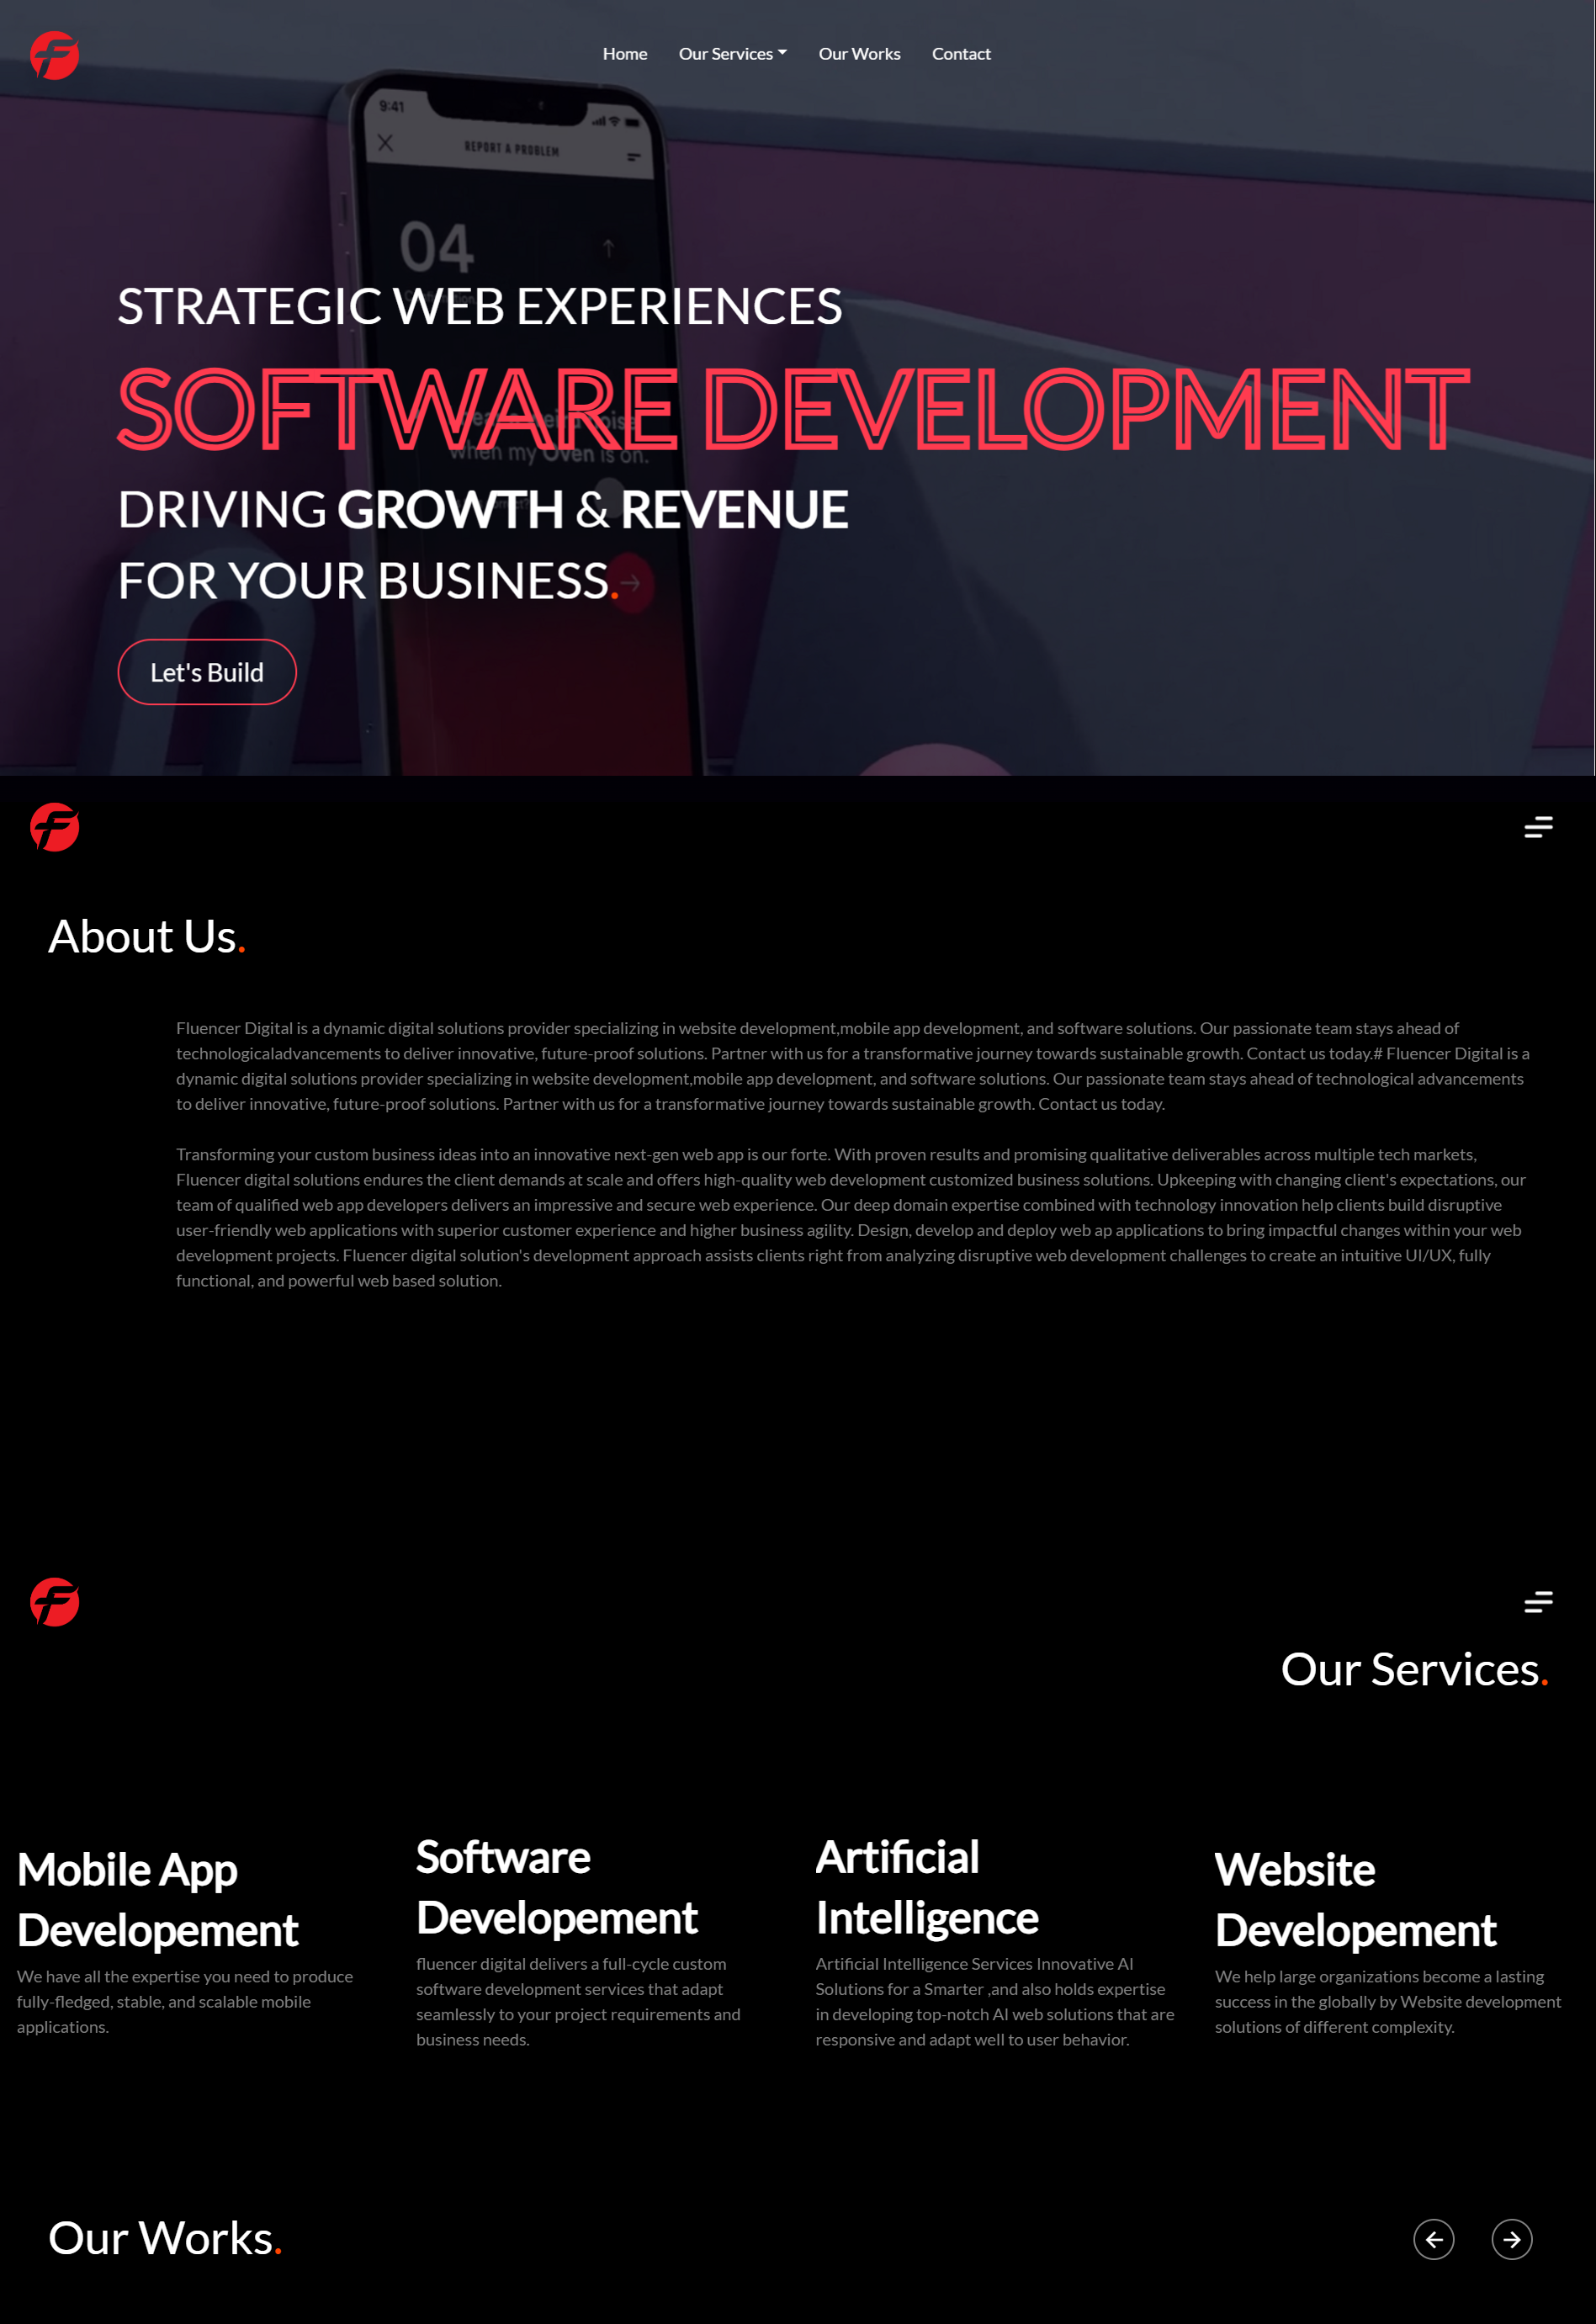 Home Our Services Our Works Contact
9:41
REPORT A PROBLEM
04
STRATEGIC WEB EXPERIENCES
SOFTWARE DEVELOPMENT
when my Oven is on.
DRIVING GROWTH & REVENUE
FOR YOUR BUSINESS.
Let's Build
About Us.
Fluencer Digital is a dynamic digital solutions provider specializing in website development,mobile app development, and software solutions. Our passionate team stays ahead of
technologicaladvancements to deliver innovative, future-proof solutions. Partner with us for a transformative journey towards sustainable growth. Contact us today.# Fluencer Digital is a
dynamic digital solutions provider specializing in website development,mobile app development, and software solutions. Our passionate team stays ahead of technological advancements
to deliver innovative, future-proof solutions. Partner with us for a transformative journey towards sustainable growth. Contact us today.
Transforming your custom business ideas into an innovative next-gen web app is our forte. With proven results and promising qualitative deliverables across multiple tech markets,
Fluencer digital solutions endures the client demands at scale and offers high-quality web development customized business solutions. Upkeeping with changing client's expectations, our
team of qualified web app developers delivers an impressive and secure web experience. Our deep domain expertise combined with technology innovation help clients build disruptive
user-friendly web applications with superior customer experience and higher business agility. Design, develop and deploy web ap applications to bring impactful changes within your web
development projects. Fluencer digital solution's development approach assists clients right from analyzing disruptive web development challenges to create an intuitive UI/UX, fully
functional, and powerful web based solution.
Our Services.
Mobile App
Developement
We have all the expertise you need to produce
fully-fledged, stable, and scalable mobile
applications.
Software
Developement
fluencer digital delivers a full-cycle custom
software development services that adapt
seamlessly to your project requirements and
business needs.
Artificial
Intelligence
Artificial Intelligence Services Innovative AI
Solutions for a Smarter ,and also holds expertise
in developing top-notch AI web solutions that are
responsive and adapt well to user behavior.
Website
Developement
We help large organizations become a lasting
success in the globally by Website development
solutions of different complexity.
Our Works.